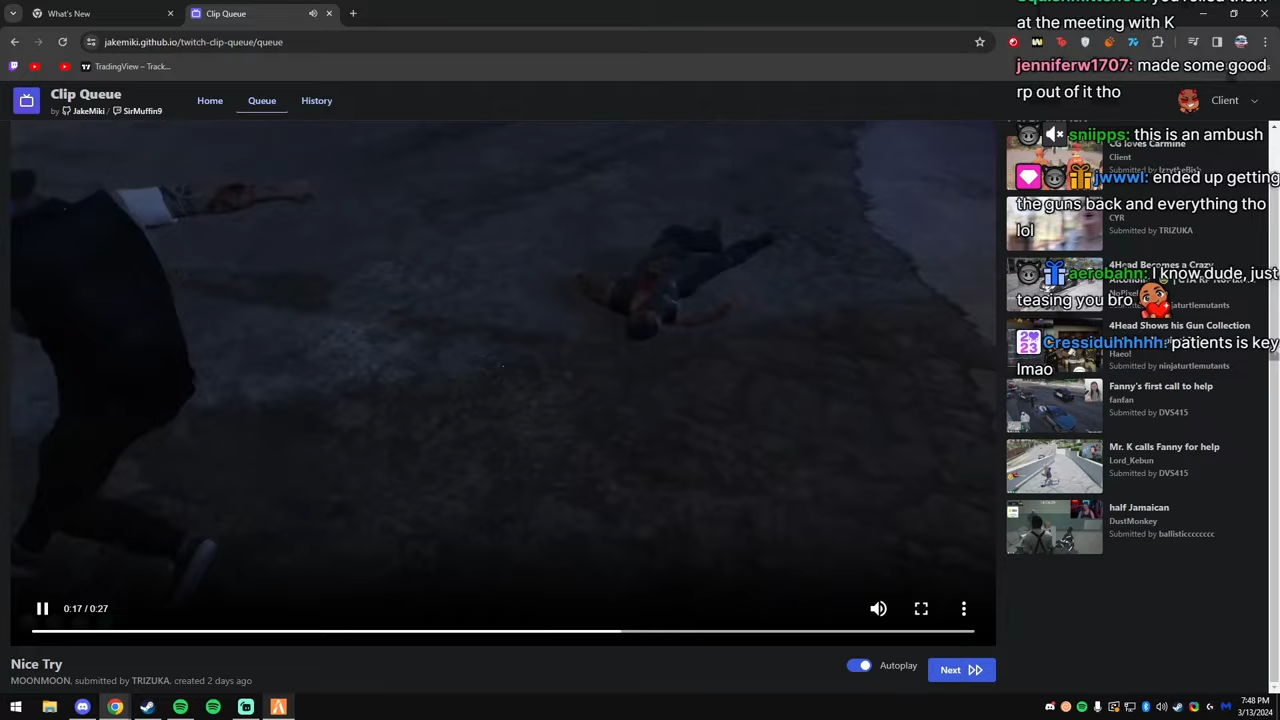 What's New
Clip Queue
jakemiki.github.io/twitch-clip-queue/queue
TradingView – Track...
Clip Queue
by JakeMiki / SirMuffin9
Home
Queue
History
Client
at the meeting with K
jenniferw1707: made some good
rp out of it tho
sniipps: this is an ambush
CG loves Carmine
Client
jwwwl: ended up getting
the guns back and everything tho
lol
CYR
Submitted by TRIZUKA
4Head Becomes a Crazy
aerobahn: I know dude, just
teasing you bro
4Head Shows his Gun Collection
2023 Cressiduhhhhh: patients is key
lmao
Haeo!
Submitted by ninjaturtlemutants
Fanny's first call to help
fanfan
Submitted by DVS415
Mr. K calls Fanny for help
Lord_Kebun
Submitted by DVS415
half Jamaican
DustMonkey
Submitted by ballisticccccccc
0:17 / 0:27
Nice Try
MOONMOON, submitted by TRIZUKA, created 2 days ago
Autoplay
Next
7:48 PM
3/13/2024